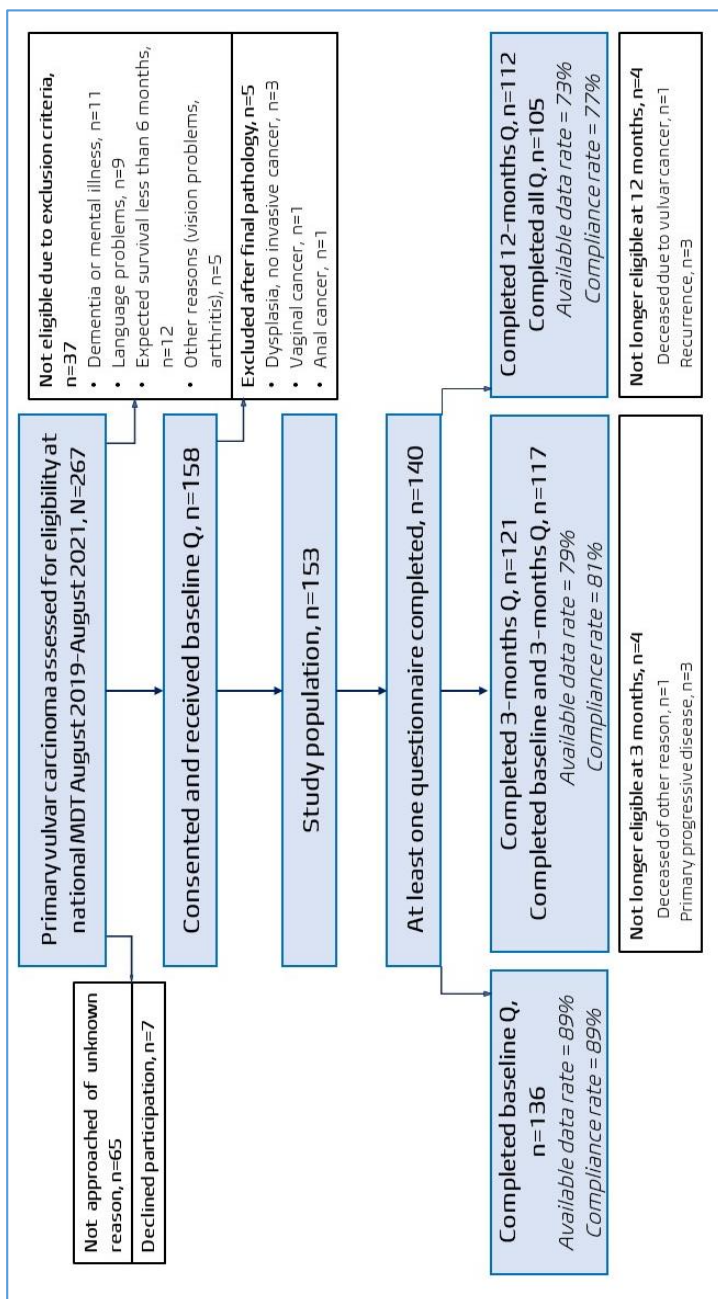 Primary vulvar carcinoma assessed for eligibility at
national MDT August 2019-August 2021, N=267
Not approached of unknown
reason, n=65
Declined participation, n=7
Not eligible due to exclusion criteria,
n=37
• Dementia or mental illness, n=11
• Language problems, n=9
• Expected survival less than 6 months,
n=12
• Other reasons (vision problems,
arthritis), n=5
Consented and received baseline Q, n=158
Excluded after final pathology, n=5
• Dysplasia, no invasive cancer, n=3
• Vaginal cancer, n=1
• Anal cancer, n=1
Study population, n=153
At least one questionnaire completed, n=140
Completed baseline Q,
n=136
Available data rate = 89%
Compliance rate = 89%
Completed 3-months Q, n=121
Completed baseline and 3-months Q, n=117
Available data rate = 79%
Compliance rate = 81%
Completed 12-months Q, n=112
Completed all Q, n=105
Available data rate = 73%
Compliance rate = 77%
Not longer eligible at 3 months, n=4
Deceased of other reason, n=1
Primary progressive disease, n=3
Not longer eligible at 12 months, n=4
Deceased due to vulvar cancer, n=1
Recurrence, n=3